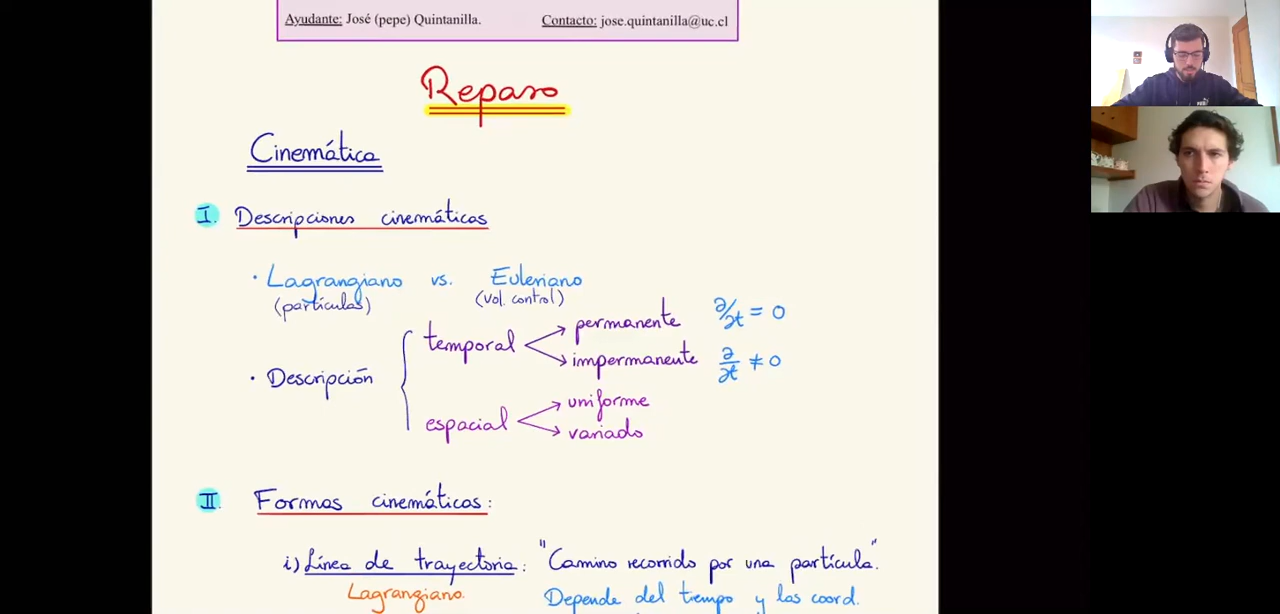 Ayudante: José (pepe) Quintanilla. Contacto: jose.quintanilla@uc.cl
Repaso
Cinemática
I. Descripciones cinemáticas
· Lagrangiano vs. Euleriano
(partículas) (vol. control)
· Descripción
temporal
permanente ∂/∂t = 0
impermanente ∂/∂t ≠ 0
espacial
uniforme
variado
II. Formas cinemáticas:
i) Línea de trayectoria: "Camino recorrido por una partícula".
Lagrangiano. Depende del tiempo y las coord.